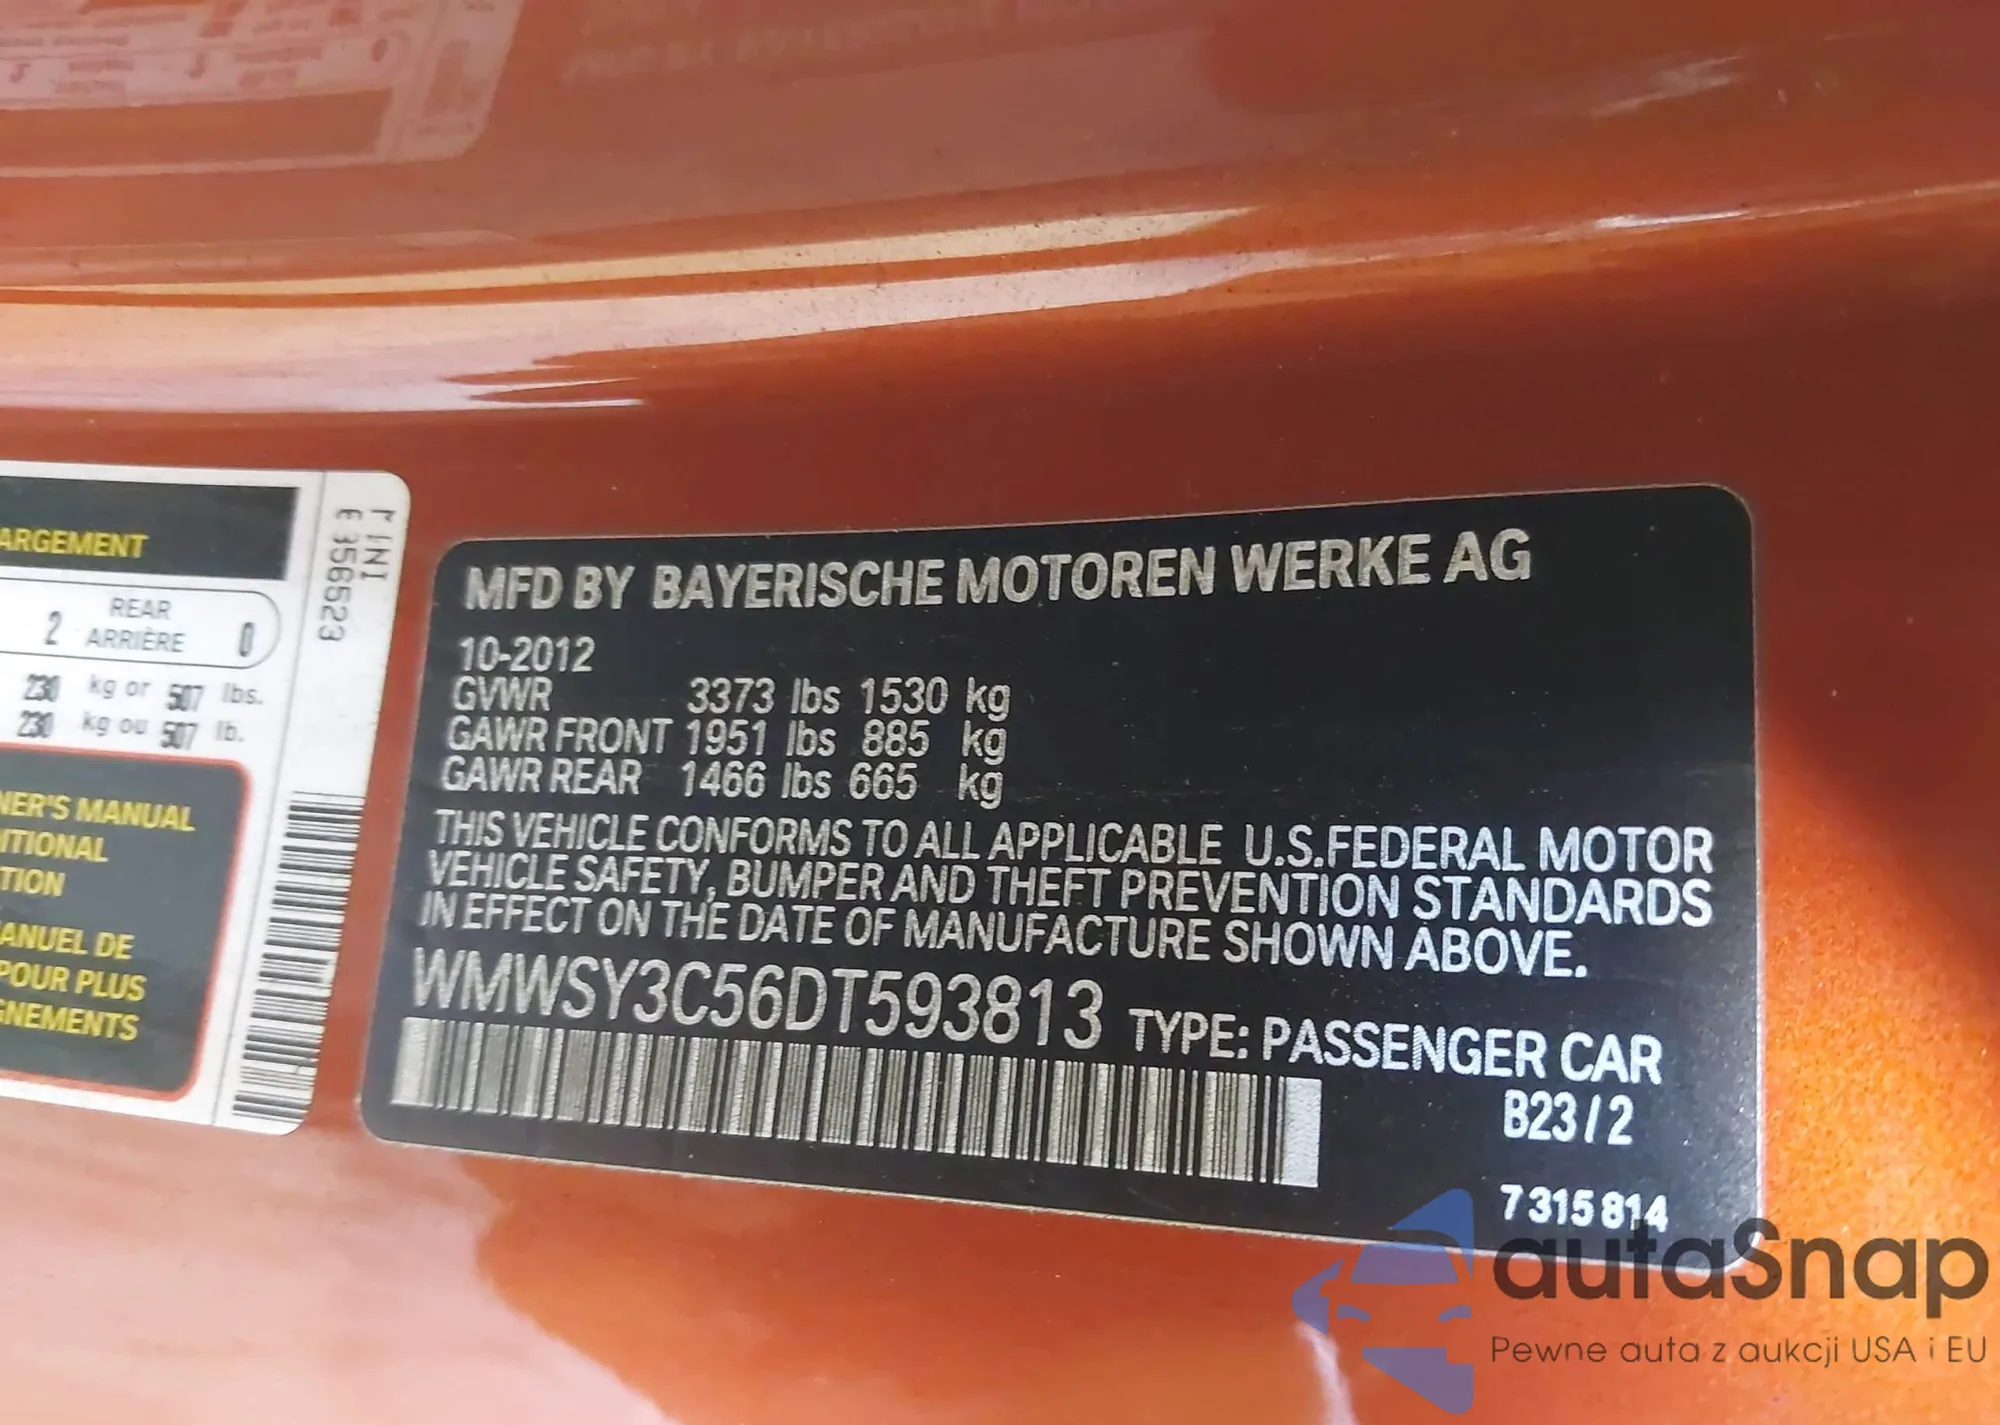 ARGEMENT
2 REAR ARRIÈRE 0
230 kg or 507 lbs.
230 kg ou 507 lb.
NER'S MANUAL
ITIONAL
TION
ANUEL DE
POUR PLUS
GNEMENTS
MINI
E 356523
MFD BY BAYERISCHE MOTOREN WERKE AG
10-2012
GVWR 3373 lbs 1530 kg
GAWR FRONT 1951 lbs 885 kg
GAWR REAR 1466 lbs 665 kg
THIS VEHICLE CONFORMS TO ALL APPLICABLE U.S.FEDERAL MOTOR
VEHICLE SAFETY, BUMPER AND THEFT PREVENTION STANDARDS
IN EFFECT ON THE DATE OF MANUFACTURE SHOWN ABOVE.
WMWSY3C56DT593813 TYPE: PASSENGER CAR
B23/2
7 315 814
autaSnap
Pewne auta z aukcji USA i EU